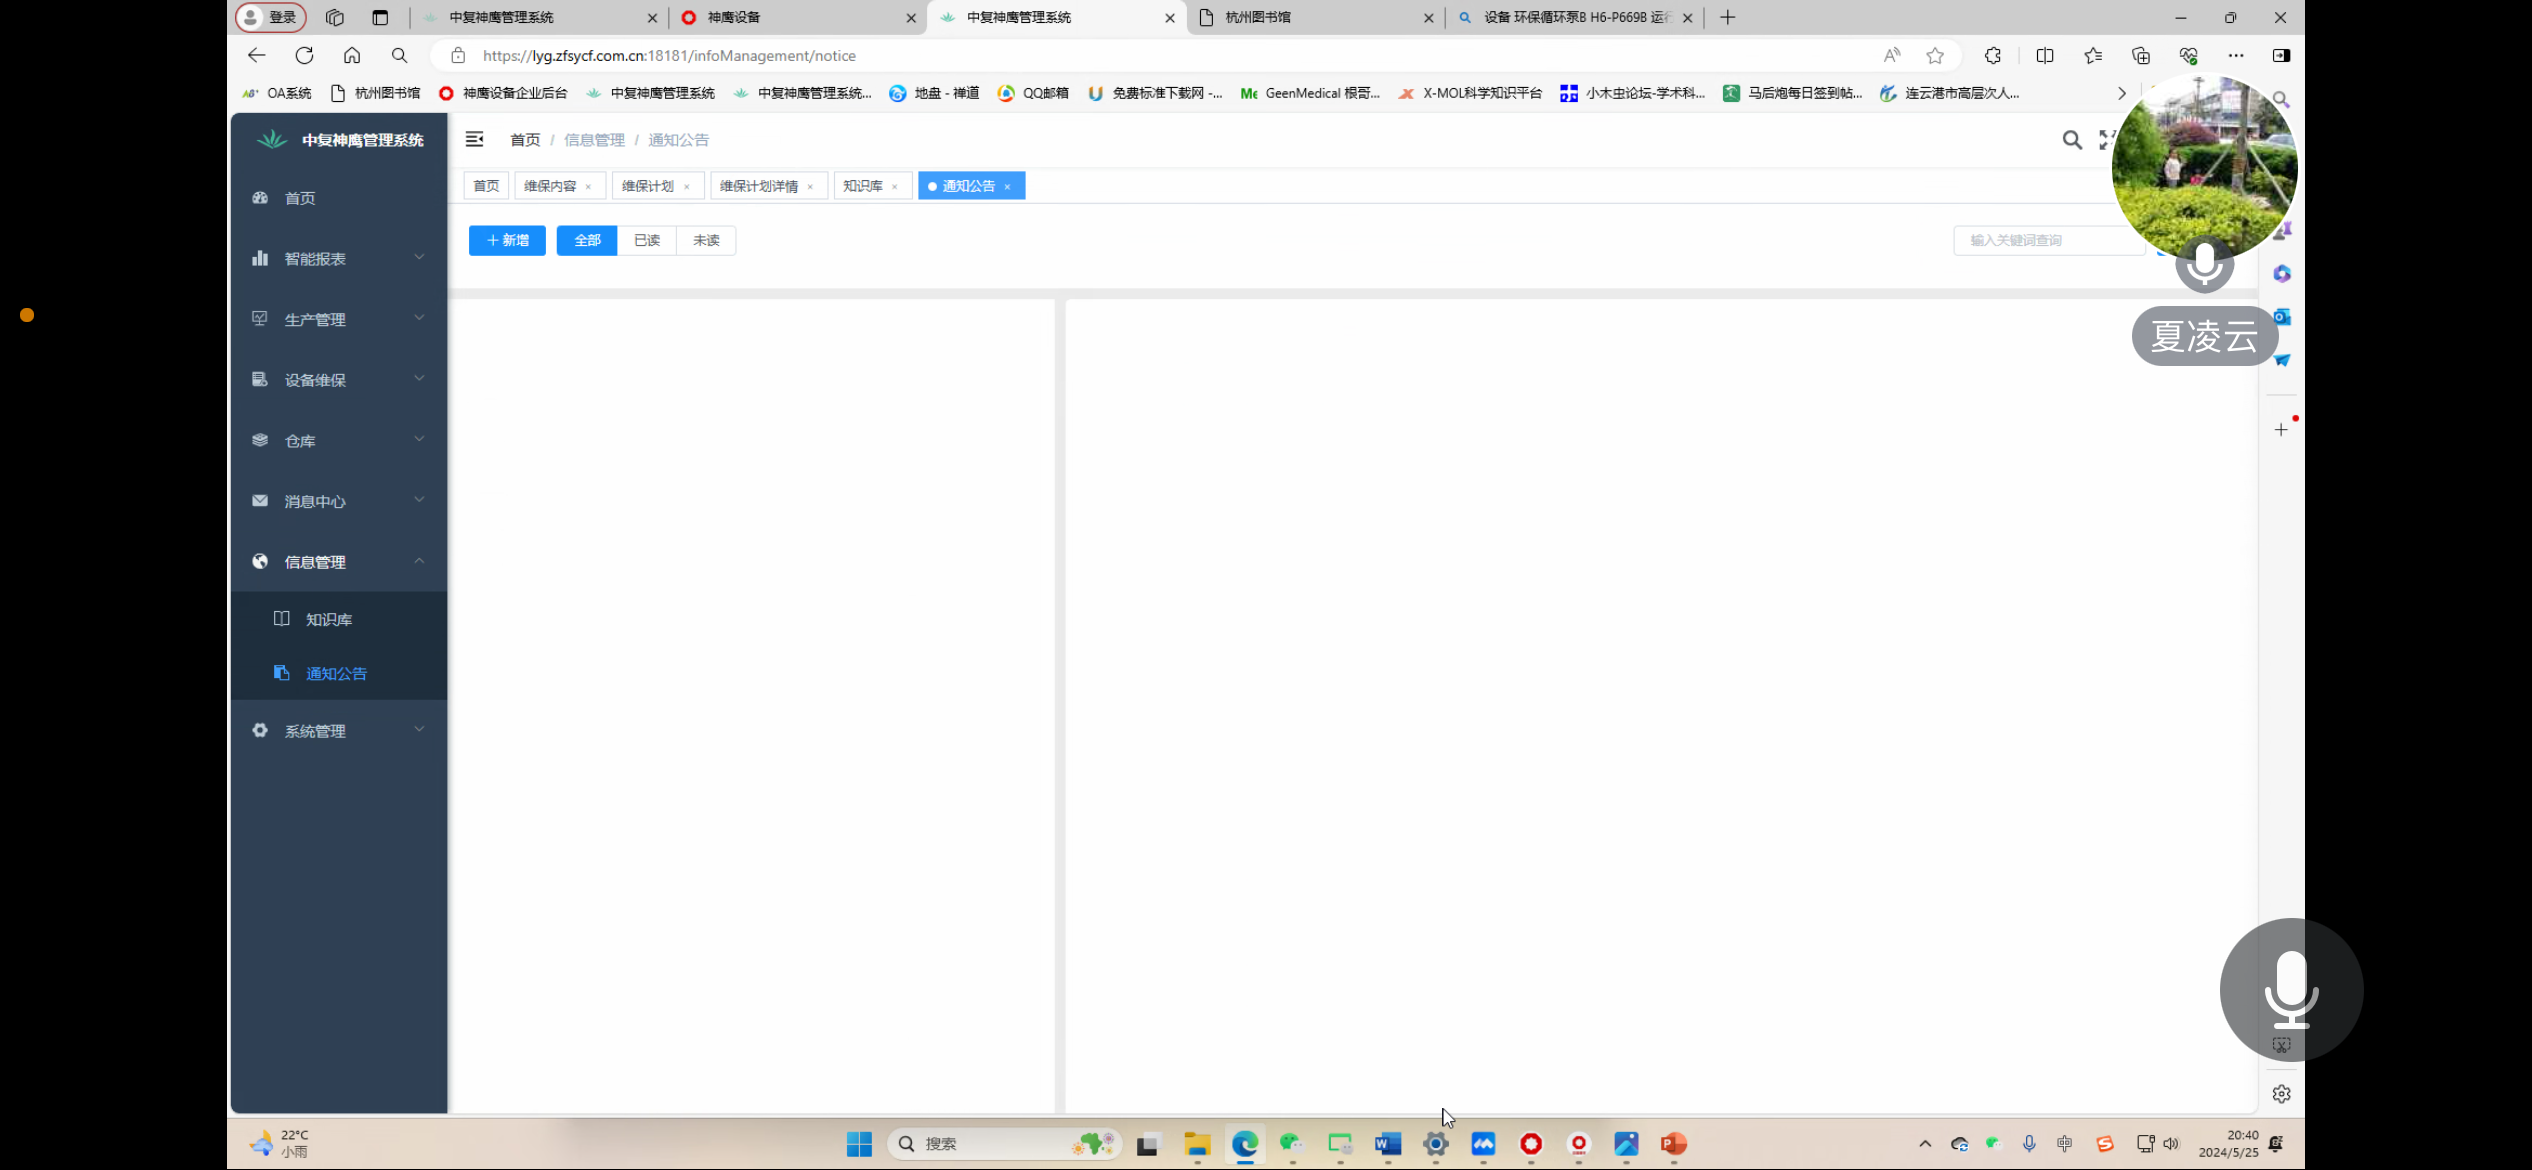 登录
中复神鹰管理系统
神鹰设备
中复神鹰管理系统
杭州图书馆
设备 环保循环泵B H6-P669B 运行
https://lyg.zfsycf.com.cn:18181/infoManagement/notice
OA系统
杭州图书馆
神鹰设备企业后台
中复神鹰管理系统
中复神鹰管理系统...
地盘 - 禅道
QQ邮箱
免费标准下载网 -...
GeenMedical 根哥...
X-MOL科学知识平台
小木虫论坛-学术科...
马后炮每日签到帖...
连云港市高层次人...
中复神鹰管理系统
首页 / 信息管理 / 通知公告
首页
维保内容
维保计划
维保计划详情
知识库
通知公告
+ 新增
全部
已读
未读
输入关键词查询
首页
智能报表
生产管理
设备维保
仓库
消息中心
信息管理
知识库
通知公告
系统管理
夏凌云
22°C
小雨
搜索
中
20:40
2024/5/25